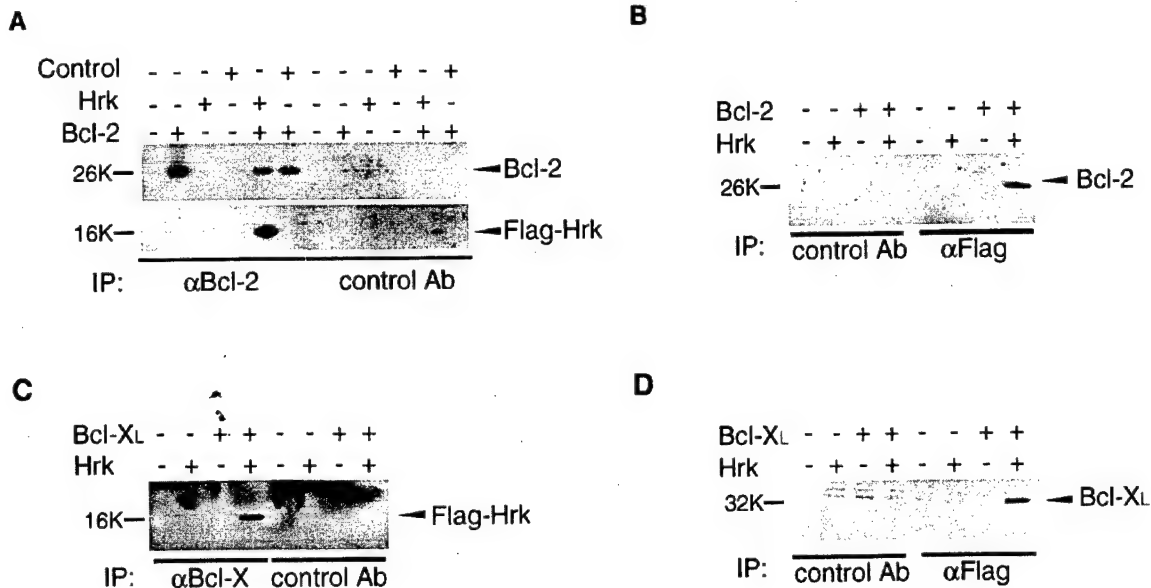 A
Control - - - + - + - - - + - +
Hrk - - + - + - - - + - + -
Bcl-2 - + - - + + - + - - + +
26K Bcl-2
16K Flag-Hrk
IP: αBcl-2 control Ab
B
Bcl-2 - - + + - - + +
Hrk - + - + - + - +
26K Bcl-2
IP: control Ab αFlag
C
Bcl-XL - - + + - - + +
Hrk - + - + - + - +
16K Flag-Hrk
IP: αBcl-X control Ab
D
Bcl-XL - - + + - - + +
Hrk - + - + - + - +
32K Bcl-XL
IP: control Ab αFlag